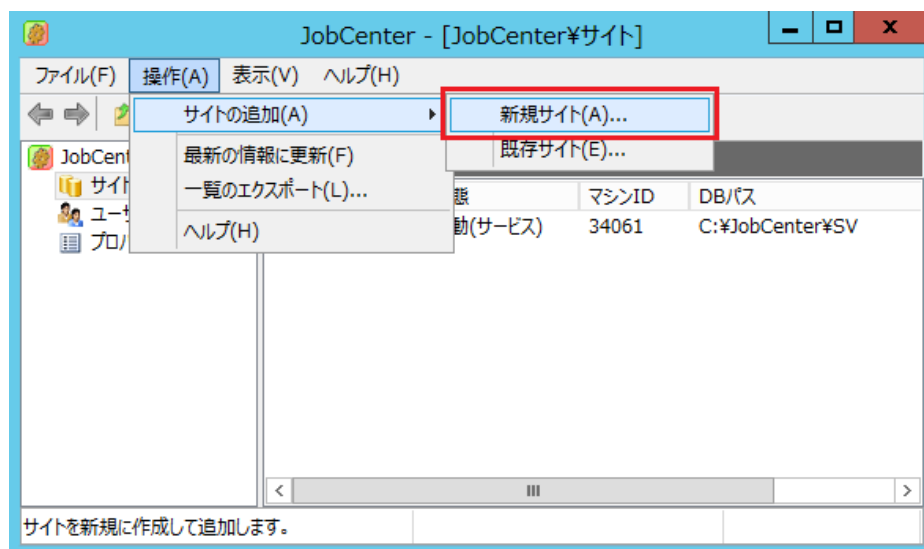 JobCenter - [JobCenter¥サイト]
ファイル(F) 操作(A) 表示(V) ヘルプ(H)
サイトの追加(A)
新規サイト(A)...
既存サイト(E)...
最新の情報に更新(F)
一覧のエクスポート(L)...
ヘルプ(H)
JobCen
サイ
ユー
プロ
態 マシンID DBパス
動(サービス) 34061 C:¥JobCenter¥SV
サイトを新規に作成して追加します。